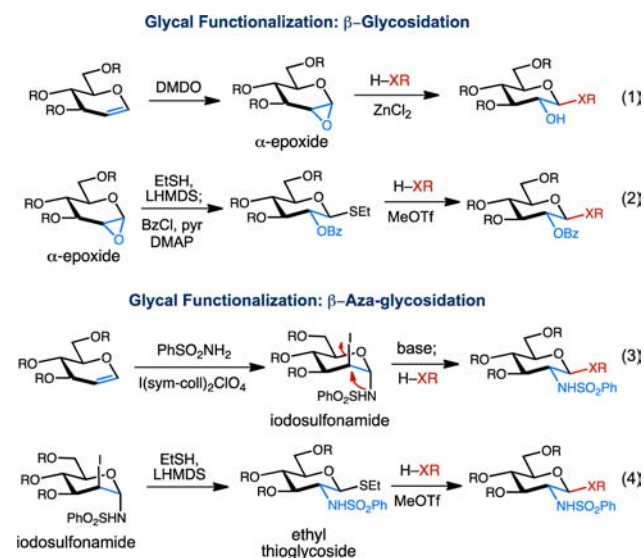 Glycal Functionalization: β-Glycosidation
OR
RO
RO
O
DMDO
OR
RO
RO
O
O
α-epoxide
H-XR
ZnCl2
OR
RO
RO
O
XR
OH
(1)
OR
RO
RO
O
O
α-epoxide
EtSH,
LHMDS;
BzCl, pyr
DMAP
OR
RO
RO
O
SEt
OBz
H-XR
MeOTf
OR
RO
RO
O
XR
OBz
(2)
Glycal Functionalization: β-Aza-glycosidation
OR
RO
RO
O
PhSO2NH2
I(sym-coll)2ClO4
RO
I
RO
RO
O
PhO2SHN
iodosulfonamide
base;
H-XR
OR
RO
RO
O
XR
NHSO2Ph
(3)
RO
I
RO
RO
O
PhO2SHN
iodosulfonamide
EtSH,
LHMDS
OR
RO
RO
O
SEt
NHSO2Ph
ethyl
thioglycoside
H-XR
MeOTf
OR
RO
RO
O
XR
NHSO2Ph
(4)